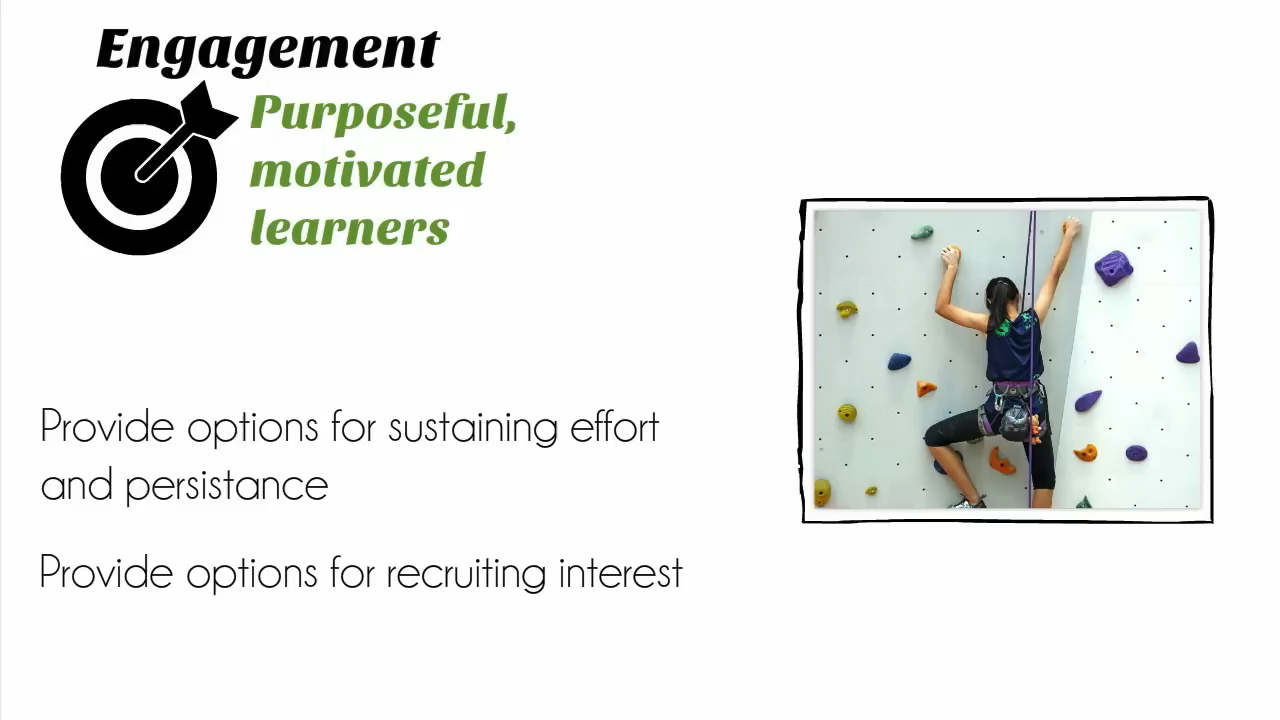 Engagement
Purposeful,
motivated
learners
Provide options for sustaining effort
and persistance
Provide options for recruiting interest